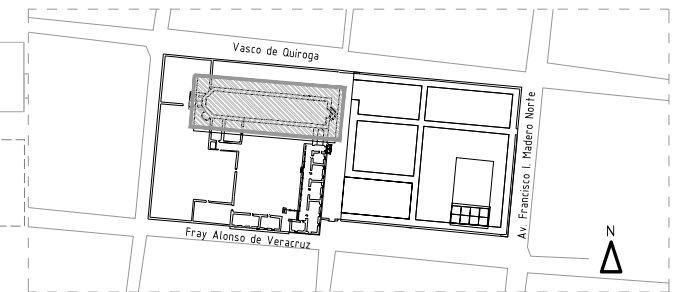 Vasco de Quiroga
Av. Francisco I. Madero Norte
Fray Alonso de Veracruz
N